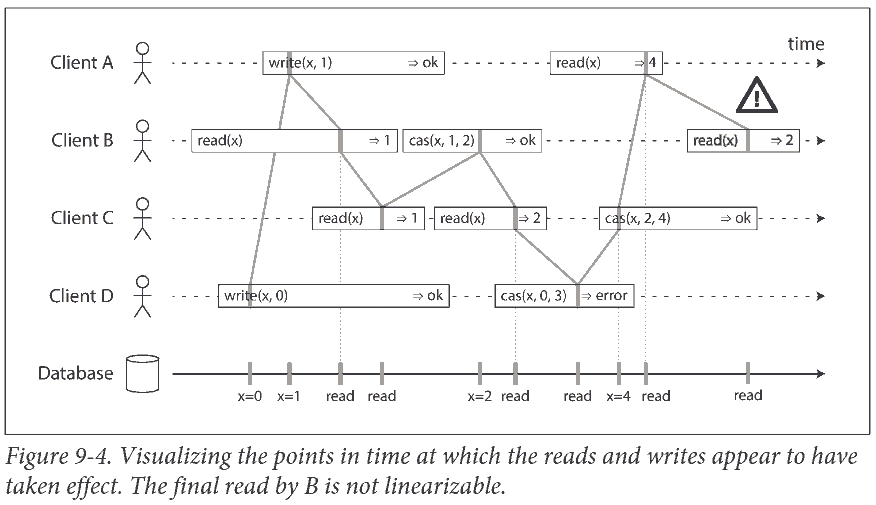 time
Client A write(x, 1) ⇒ ok read(x) ⇒ 4
Client B read(x) ⇒ 1 cas(x, 1, 2) ⇒ ok read(x) ⇒ 2
Client C read(x) ⇒ 1 read(x) ⇒ 2 cas(x, 2, 4) ⇒ ok
Client D write(x, 0) ⇒ ok cas(x, 0, 3) ⇒ error
Database
x=0 x=1 read read x=2 read read x=4 read read
Figure 9-4. Visualizing the points in time at which the reads and writes appear to have
taken effect. The final read by B is not linearizable.